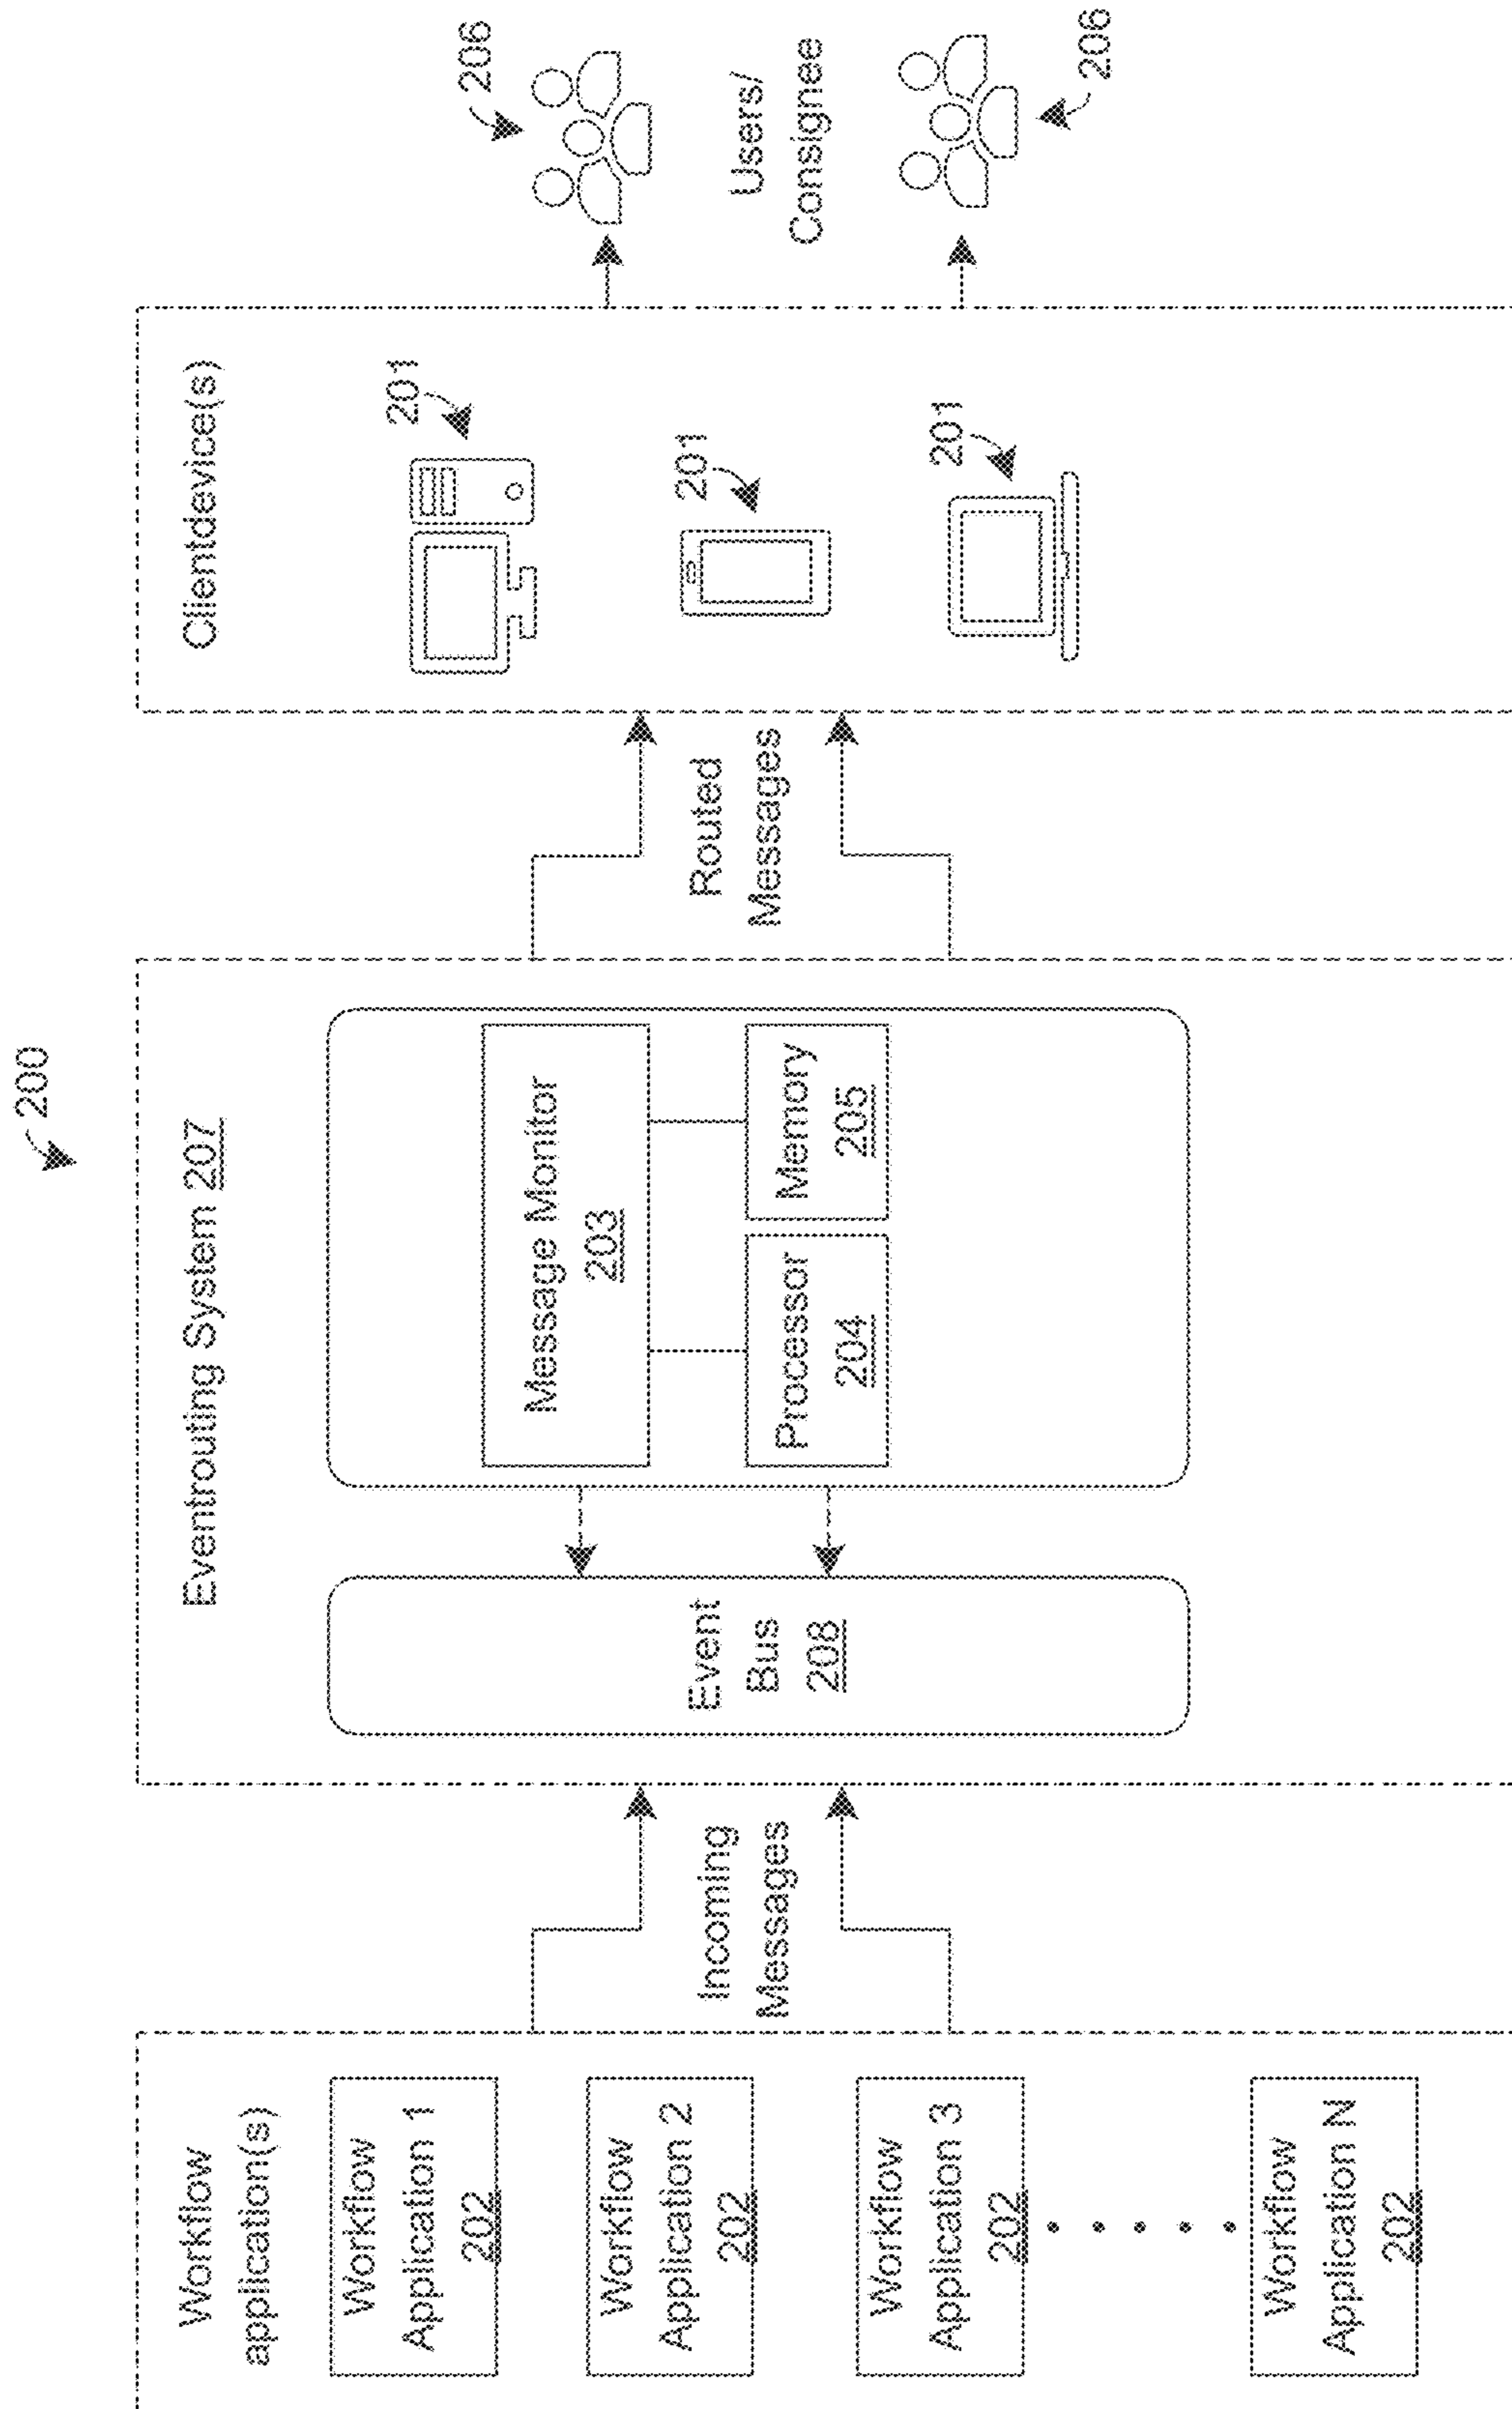 200
Workflow
application(s)
Workflow
Application 1
202
Workflow
Application 2
202
Workflow
Application 3
202
Workflow
Application N
202
Incoming
Messages
Eventrouting System 207
Event
Bus
208
Message Monitor
203
Processor
204
Memory
205
Routed
Messages
Clientdevice(s)
201
201
201
206
Users/
Consignee
206